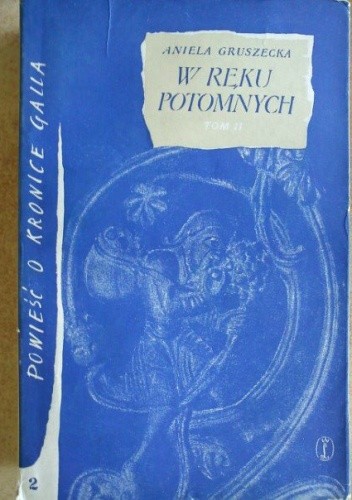 ANIELA GRUSZECKA
W RĘKU
POTOMNYCH
TOM II
POWIEŚĆ O KRONICE GALLA
2